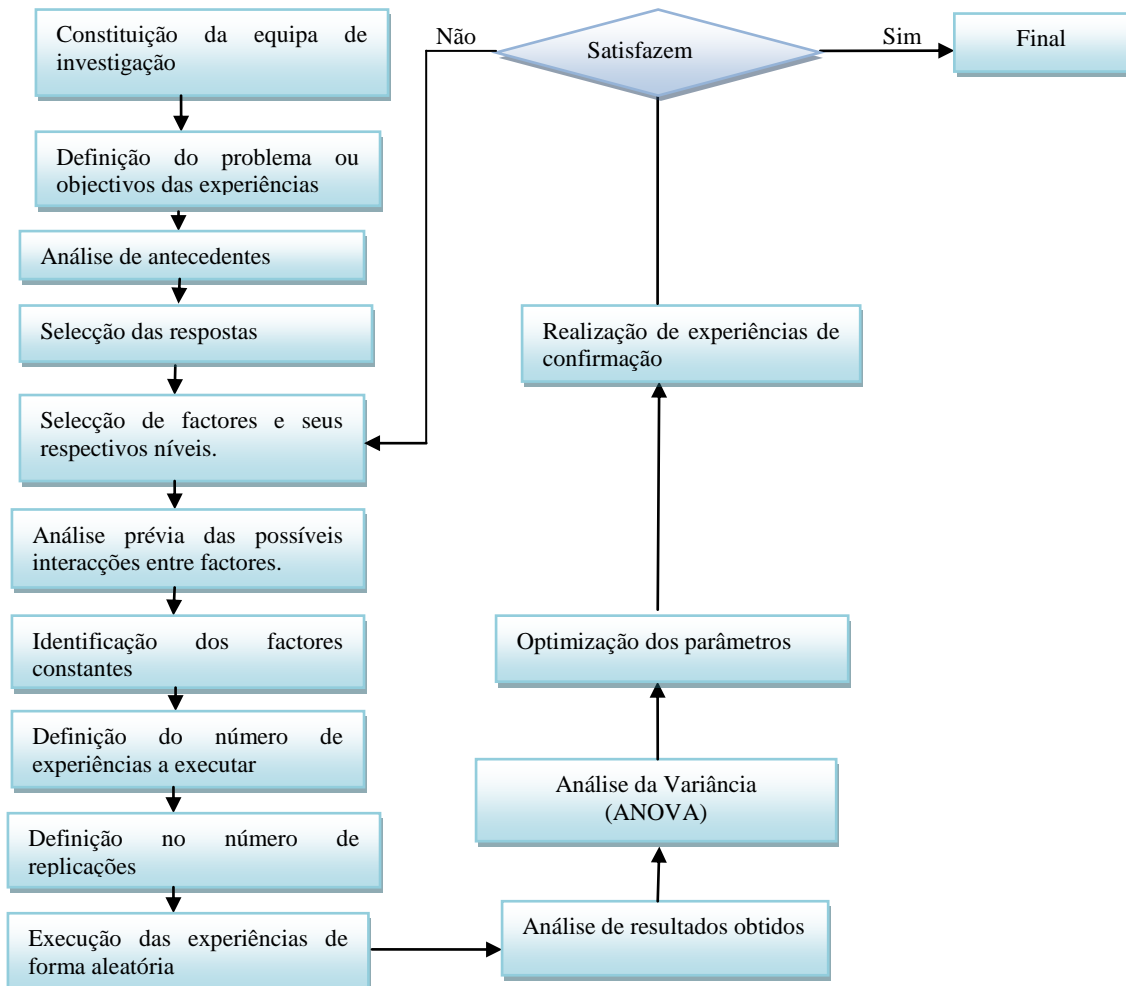 Constituição da equipa de
investigação
Definição do problema ou
objectivos das experiências
Análise de antecedentes
Selecção das respostas
Selecção de factores e seus
respectivos níveis.
Análise prévia das possíveis
interacções entre factores.
Identificação dos factores
constantes
Definição do número de
experiências a executar
Definição no número de
replicações
Execução das experiências de
forma aleatória
Análise de resultados obtidos
Análise da Variância
(ANOVA)
Optimização dos parâmetros
Realização de experiências de
confirmação
Satisfazem
Não
Sim
Final